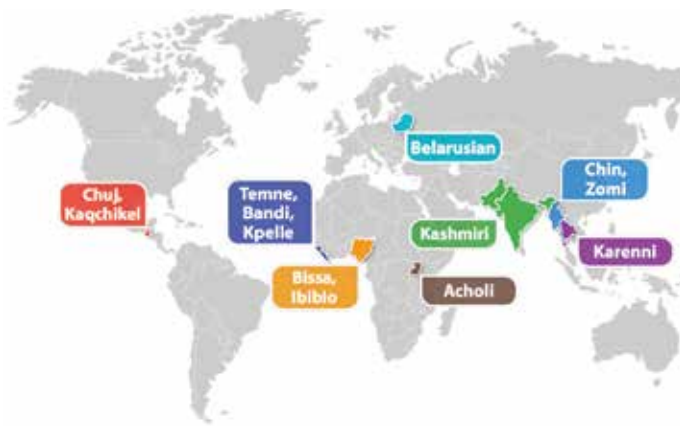 Belarusian
Chin,
Zomi
Chuj,
Kaqchikel
Temne,
Bandi,
Kpelle
Kashmiri
Karenni
Bissa,
Ibibio
Acholi